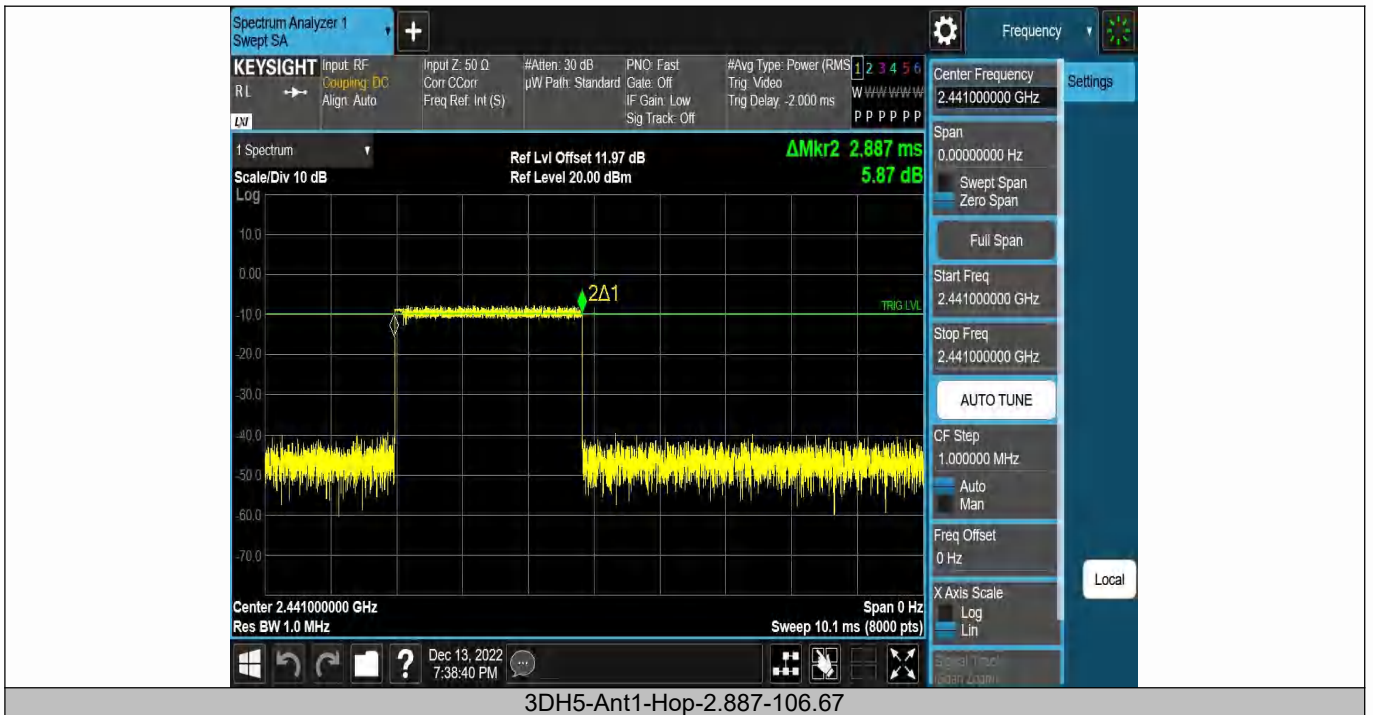 Spectrum Analyzer 1
Swept SA
+
Frequency
KEYSIGHT
RL
LXI
Input: RF
Coupling: DC
Align: Auto
Input Z: 50 Ω
Corr CCorr
Freq Ref: Int (S)
#Atten: 30 dB
µW Path: Standard
PNO: Fast
Gate: Off
IF Gain: Low
Sig Track: Off
#Avg Type: Power (RMS
Trig: Video
Trig Delay: -2.000 ms
1 2 3 4 5 6
W W W W W W
P P P P P P
Center Frequency
2.441000000 GHz
Settings
1 Spectrum
Scale/Div 10 dB
Log
Ref Lvl Offset 11.97 dB
Ref Level 20.00 dBm
ΔMkr2 2.887 ms
5.87 dB
Span
0.00000000 Hz
Swept Span
Zero Span
Full Span
Start Freq
2.441000000 GHz
Stop Freq
2.441000000 GHz
AUTO TUNE
CF Step
1.000000 MHz
Auto
Man
Freq Offset
0 Hz
X Axis Scale
Log
Lin
Signal Track
(Span Zoom)
Local
10.0
0.00
-10.0
-20.0
-30.0
-40.0
-50.0
-60.0
-70.0
2Δ1
TRIG LVL
Center 2.441000000 GHz
Res BW 1.0 MHz
Span 0 Hz
Sweep 10.1 ms (8000 pts)
?
Dec 13, 2022
7:38:40 PM
3DH5-Ant1-Hop-2.887-106.67